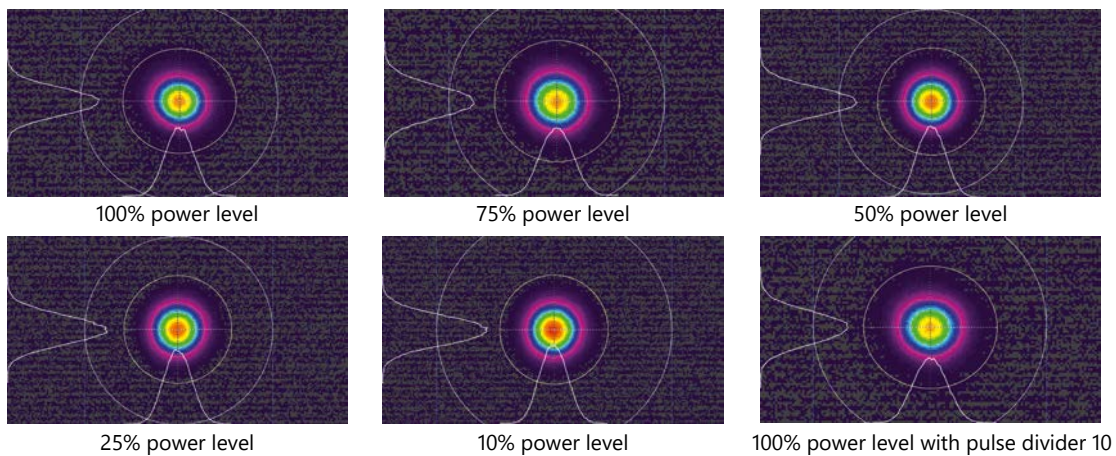 100% power level
75% power level
50% power level
25% power level
10% power level
100% power level with pulse divider 10